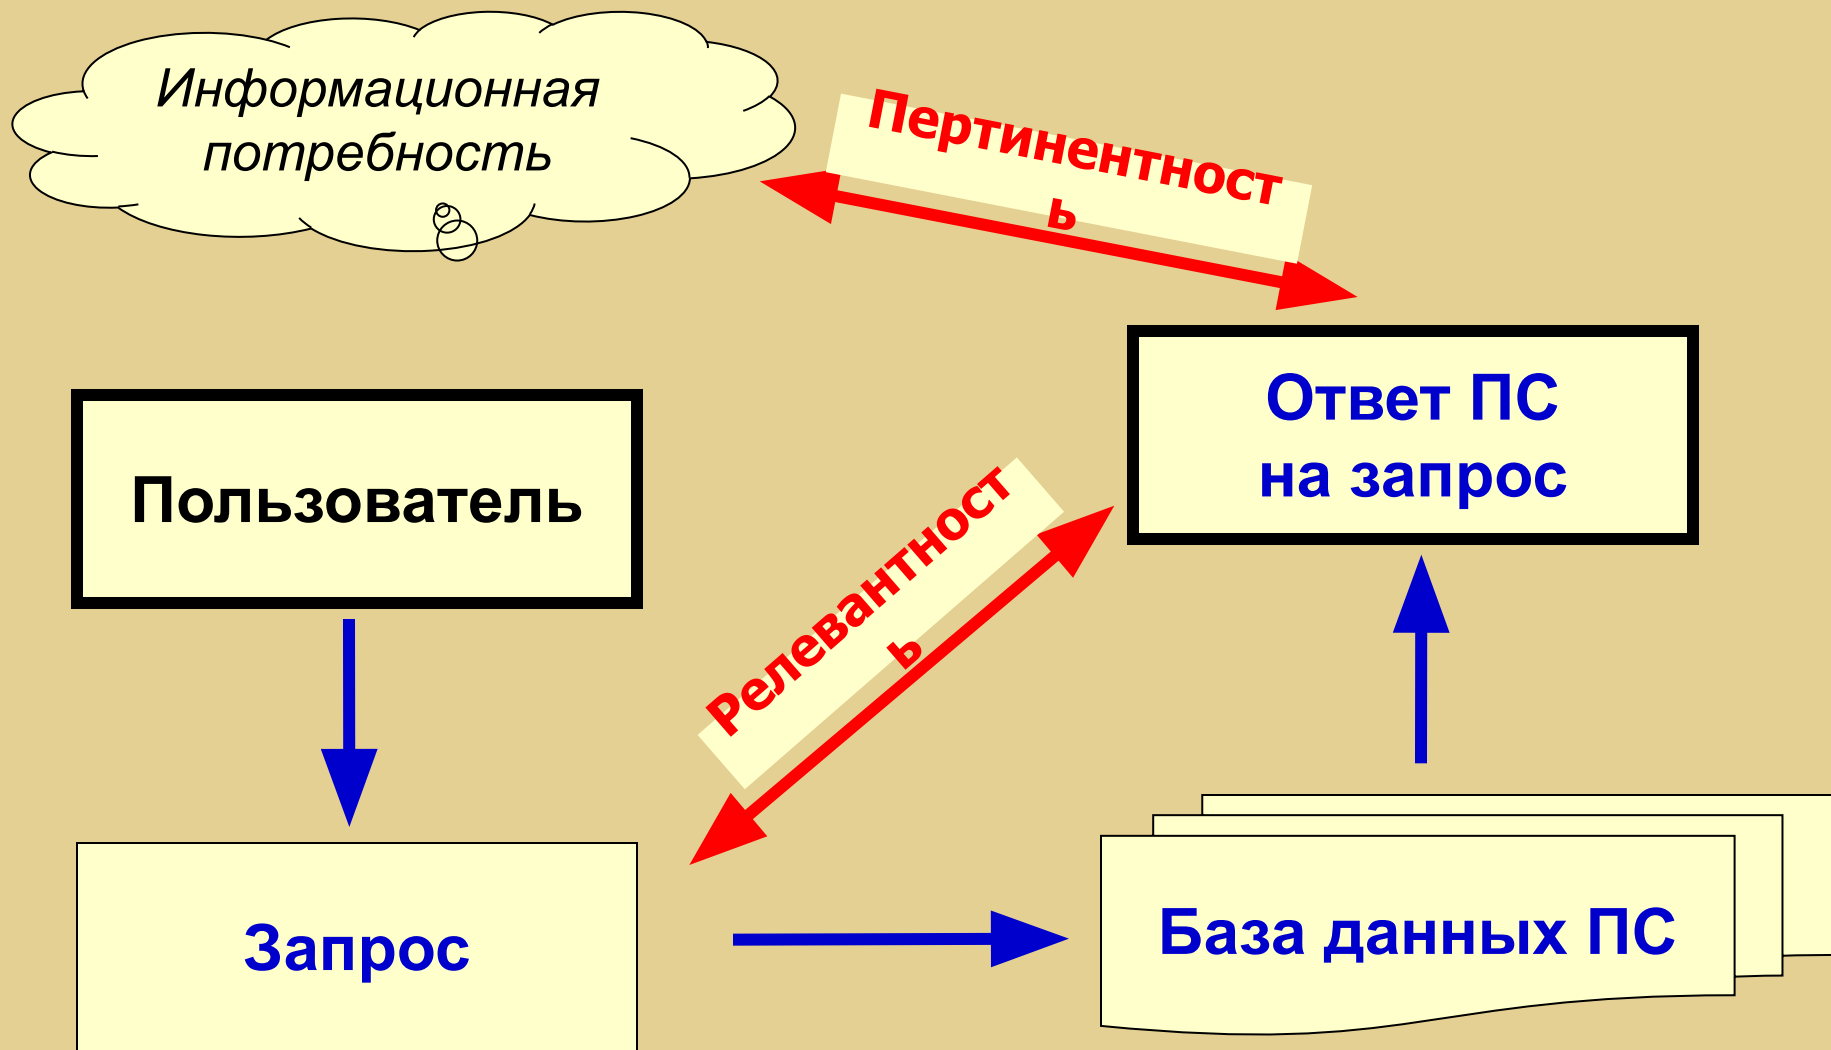 Информационная
потребность
Пертинентност
ь
Ответ ПС
на запрос
Пользователь
Релевантност
ь
Запрос
База данных ПС